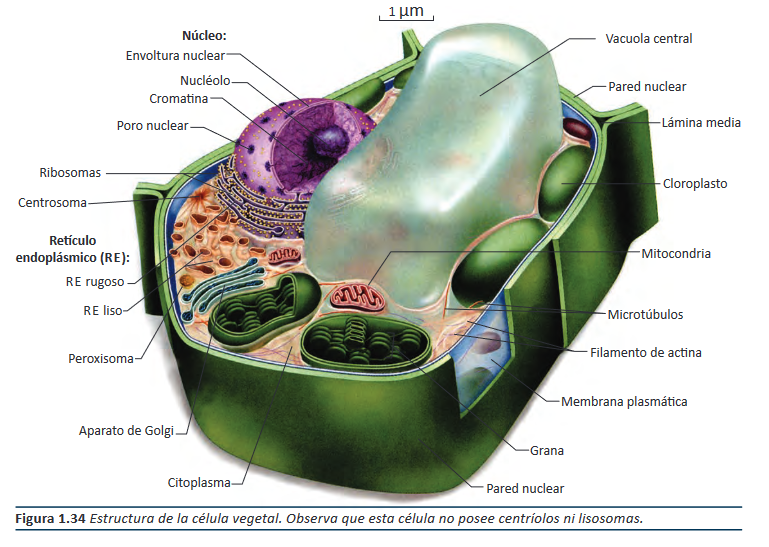 1 µm
Núcleo:
Envoltura nuclear
Nucléolo
Cromatina
Poro nuclear
Ribosomas
Centrosoma
Retículo
endoplásmico (RE):
RE rugoso
RE liso
Peroxisoma
Aparato de Golgi
Citoplasma
Vacuola central
Pared nuclear
Lámina media
Cloroplasto
Mitocondria
Microtúbulos
Filamento de actina
Membrana plasmática
Grana
Pared nuclear
Figura 1.34 Estructura de la célula vegetal. Observa que esta célula no posee centríolos ni lisosomas.